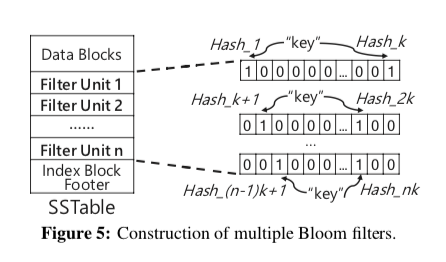 Data Blocks
Filter Unit 1
Filter Unit 2
......
Filter Unit n
Index Block
Footer
SSTable
Hash_1 "key" Hash_k
1 0 0 0 0 0 ... 0 0 1
Hash_k+1 "key" Hash_2k
0 1 0 0 0 0 ... 1 0 0
...
0 0 1 0 0 0 ... 1 0 0
Hash_(n-1)k+1 "key" Hash_nk
Figure 5: Construction of multiple Bloom filters.